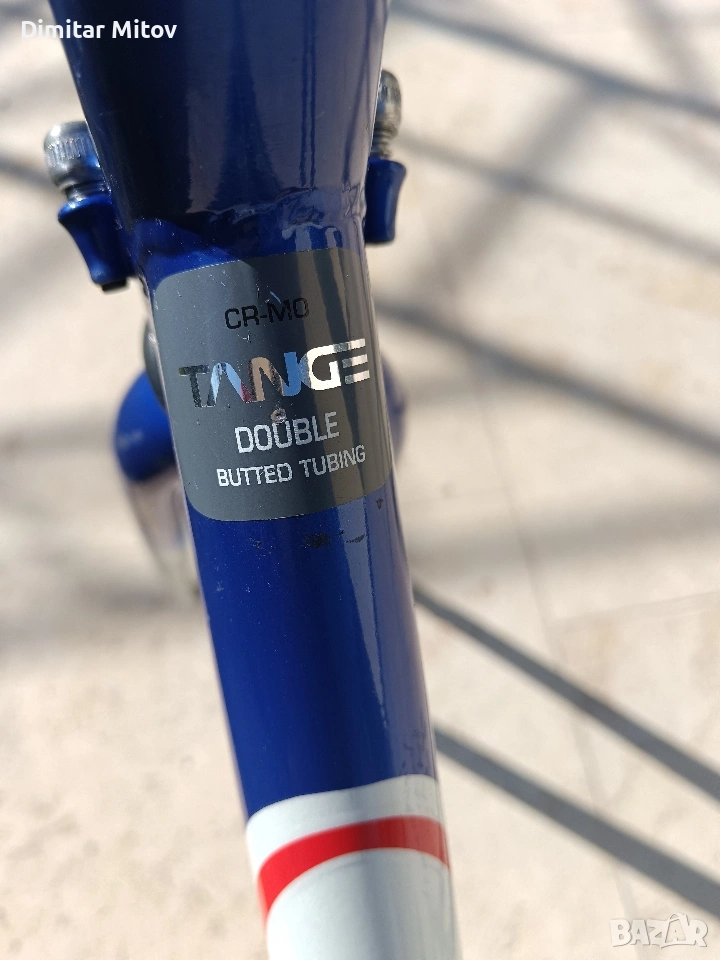 Dimitar Mitov
CR-MO
TANGE
DOUBLE
BUTTED TUBING
BAZAR